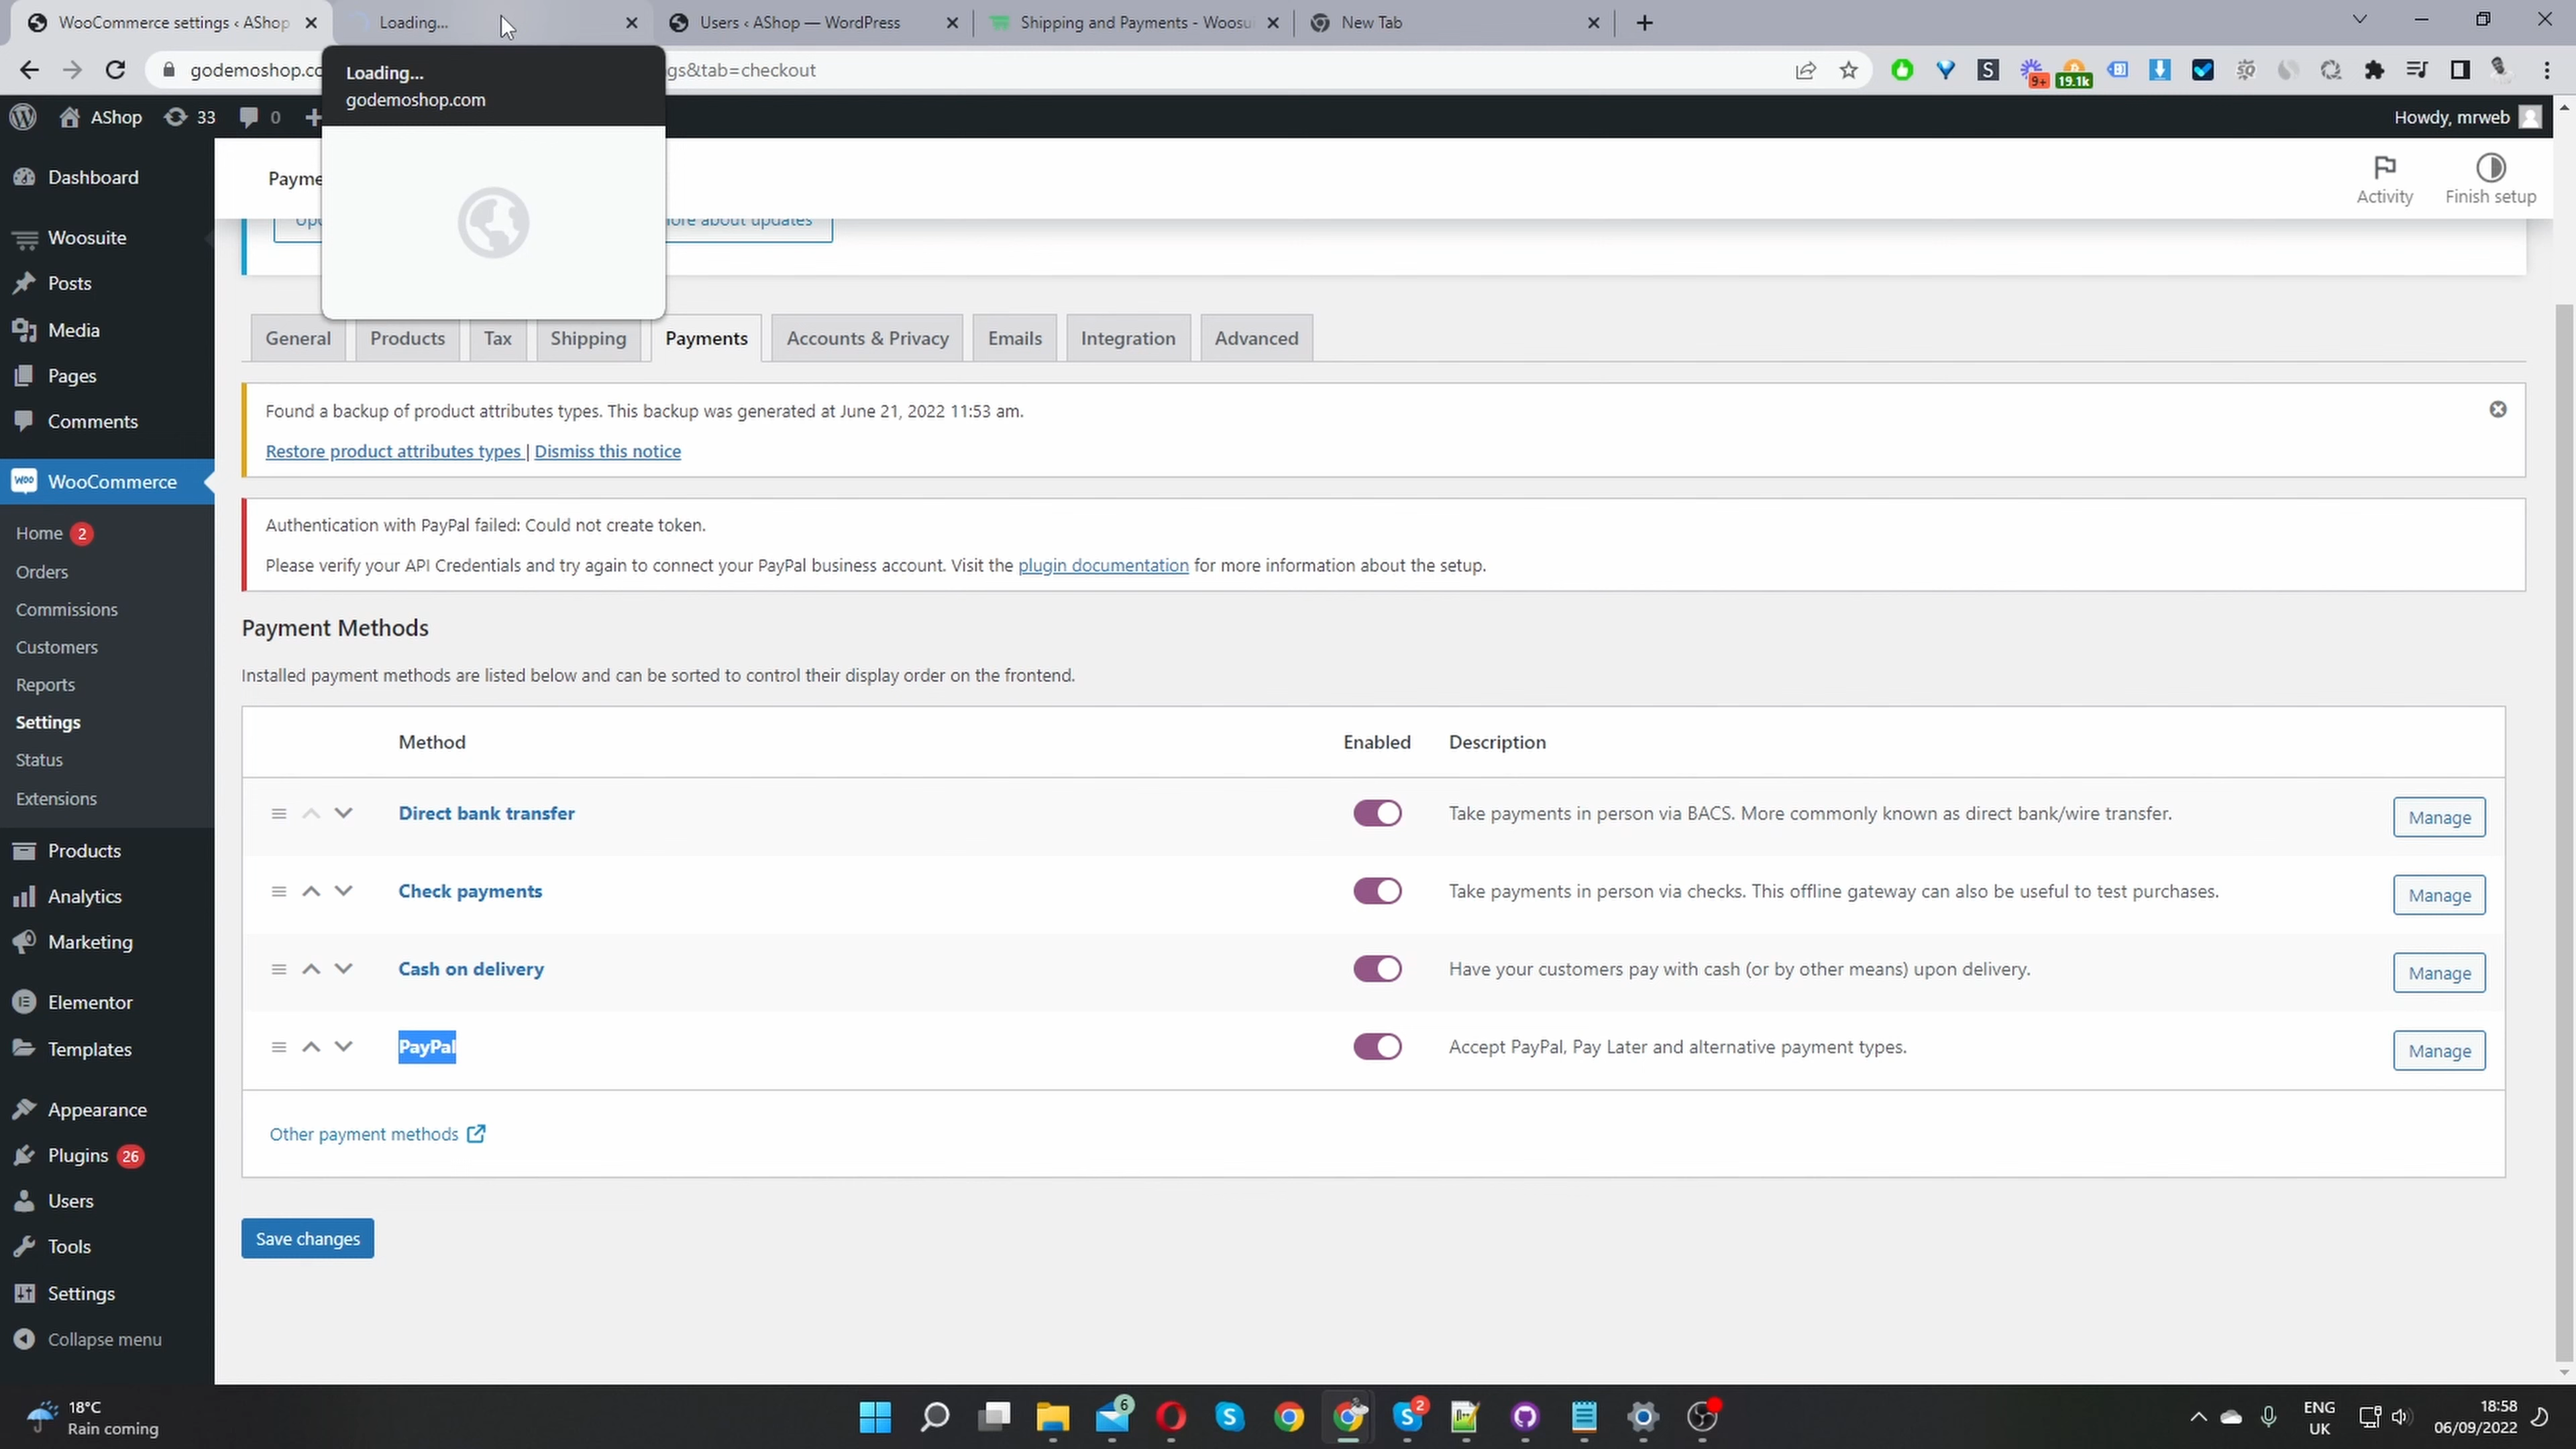 WooCommerce settings ‹ AShop
Loading...
Users ‹ AShop — WordPress
Shipping and Payments - Woosu
New Tab
godemoshop.co
gs&tab=checkout
9+
19.1k
Loading...
godemoshop.com
AShop
33
0
Howdy, mrweb
Payme
Activity
Finish setup
Dashboard
Woosuite
Posts
Media
Pages
Comments
WooCommerce
Home 2
Orders
Commissions
Customers
Reports
Settings
Status
Extensions
Products
Analytics
Marketing
Elementor
Templates
Appearance
Plugins 26
Users
Tools
Settings
Collapse menu
more about updates
General
Products
Tax
Shipping
Payments
Accounts & Privacy
Emails
Integration
Advanced
Found a backup of product attributes types. This backup was generated at June 21, 2022 11:53 am.
Restore product attributes types | Dismiss this notice
Authentication with PayPal failed: Could not create token.
Please verify your API Credentials and try again to connect your PayPal business account. Visit the plugin documentation for more information about the setup.
Payment Methods
Installed payment methods are listed below and can be sorted to control their display order on the frontend.
Method Enabled Description
Direct bank transfer Take payments in person via BACS. More commonly known as direct bank/wire transfer. Manage
Check payments Take payments in person via checks. This offline gateway can also be useful to test purchases. Manage
Cash on delivery Have your customers pay with cash (or by other means) upon delivery. Manage
PayPal Accept PayPal, Pay Later and alternative payment types. Manage
Other payment methods
Save changes
18°C
Rain coming
6
2
ENG
UK
18:58
06/09/2022